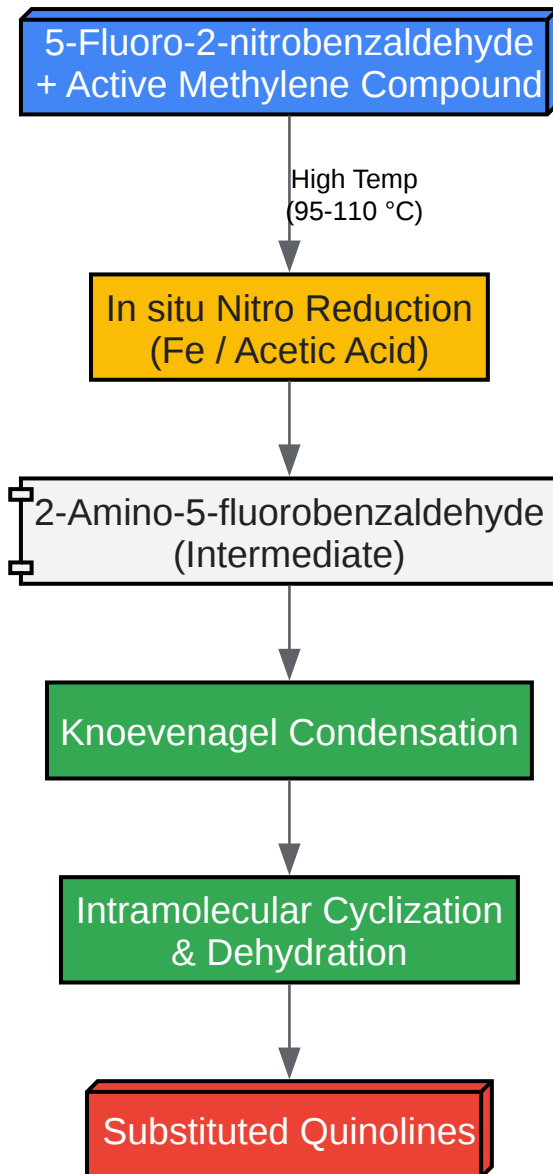 5-Fluoro-2-nitrobenzaldehyde
+ Active Methylene Compound
High Temp
(95-110 °C)
In situ Nitro Reduction
(Fe / Acetic Acid)
2-Amino-5-fluorobenzaldehyde
(Intermediate)
Knoevenagel Condensation
Intramolecular Cyclization
& Dehydration
Substituted Quinolines